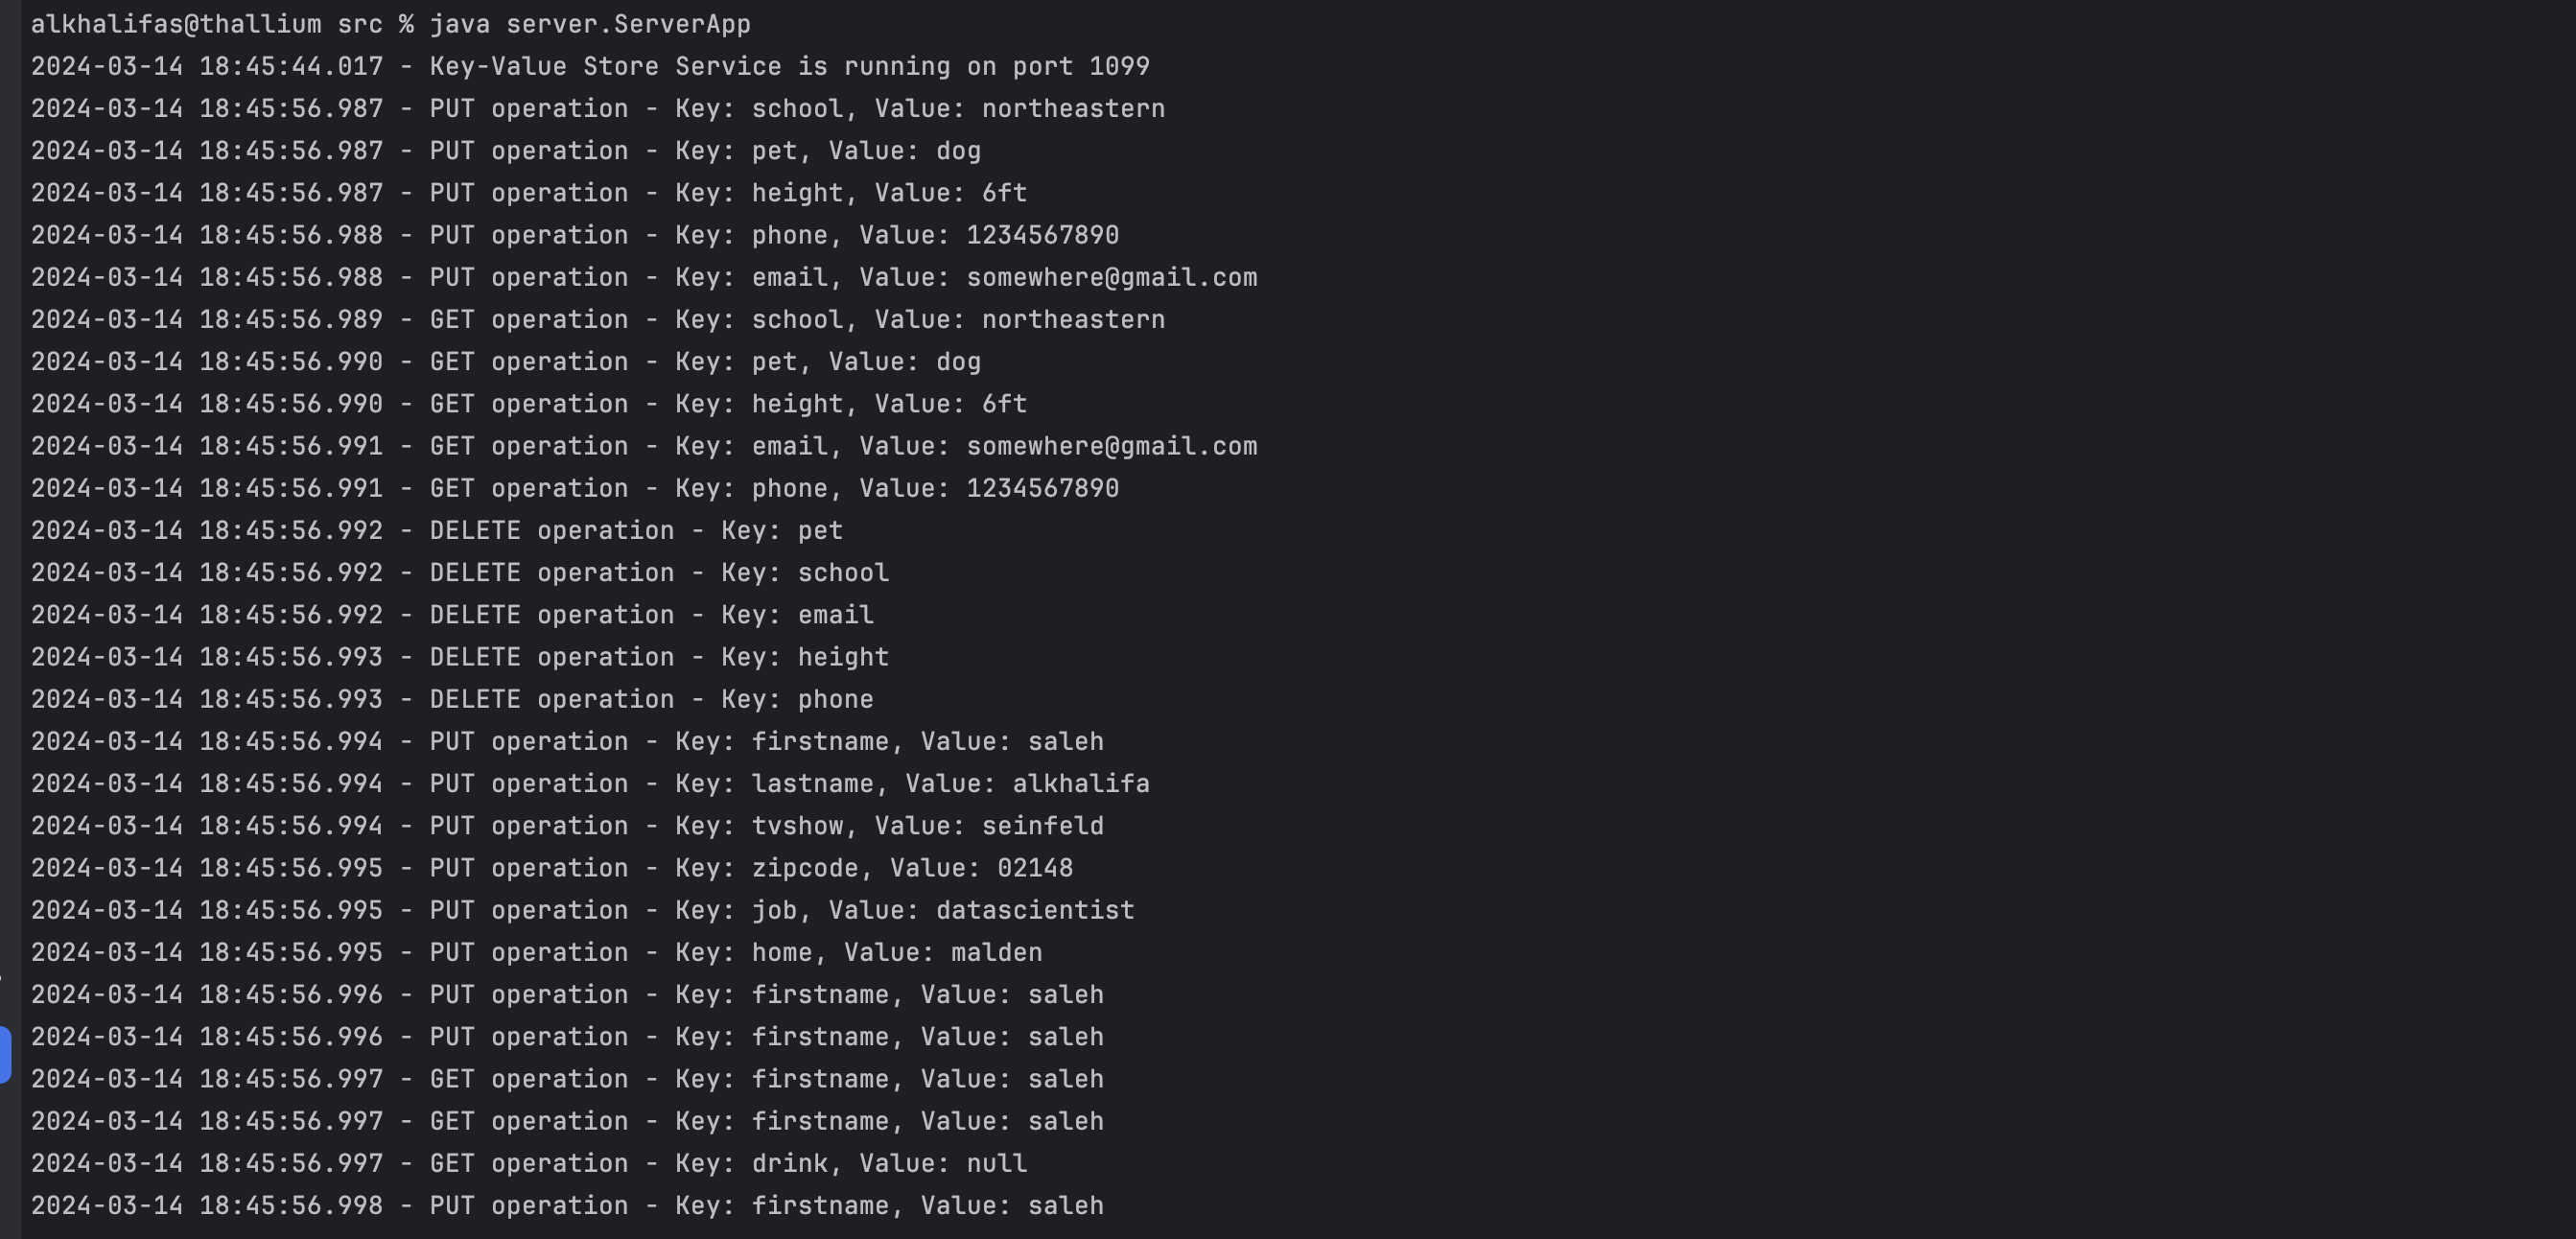 alkhalifas@thallium src % java server.ServerApp
2024-03-14 18:45:44.017 - Key-Value Store Service is running on port 1099
2024-03-14 18:45:56.987 - PUT operation - Key: school, Value: northeastern
2024-03-14 18:45:56.987 - PUT operation - Key: pet, Value: dog
2024-03-14 18:45:56.987 - PUT operation - Key: height, Value: 6ft
2024-03-14 18:45:56.988 - PUT operation - Key: phone, Value: 1234567890
2024-03-14 18:45:56.988 - PUT operation - Key: email, Value: somewhere@gmail.com
2024-03-14 18:45:56.989 - GET operation - Key: school, Value: northeastern
2024-03-14 18:45:56.990 - GET operation - Key: pet, Value: dog
2024-03-14 18:45:56.990 - GET operation - Key: height, Value: 6ft
2024-03-14 18:45:56.991 - GET operation - Key: email, Value: somewhere@gmail.com
2024-03-14 18:45:56.991 - GET operation - Key: phone, Value: 1234567890
2024-03-14 18:45:56.992 - DELETE operation - Key: pet
2024-03-14 18:45:56.992 - DELETE operation - Key: school
2024-03-14 18:45:56.992 - DELETE operation - Key: email
2024-03-14 18:45:56.993 - DELETE operation - Key: height
2024-03-14 18:45:56.993 - DELETE operation - Key: phone
2024-03-14 18:45:56.994 - PUT operation - Key: firstname, Value: saleh
2024-03-14 18:45:56.994 - PUT operation - Key: lastname, Value: alkhalifa
2024-03-14 18:45:56.994 - PUT operation - Key: tvshow, Value: seinfeld
2024-03-14 18:45:56.995 - PUT operation - Key: zipcode, Value: 02148
2024-03-14 18:45:56.995 - PUT operation - Key: job, Value: datascientist
2024-03-14 18:45:56.995 - PUT operation - Key: home, Value: malden
2024-03-14 18:45:56.996 - PUT operation - Key: firstname, Value: saleh
2024-03-14 18:45:56.996 - PUT operation - Key: firstname, Value: saleh
2024-03-14 18:45:56.997 - GET operation - Key: firstname, Value: saleh
2024-03-14 18:45:56.997 - GET operation - Key: firstname, Value: saleh
2024-03-14 18:45:56.997 - GET operation - Key: drink, Value: null
2024-03-14 18:45:56.998 - PUT operation - Key: firstname, Value: saleh